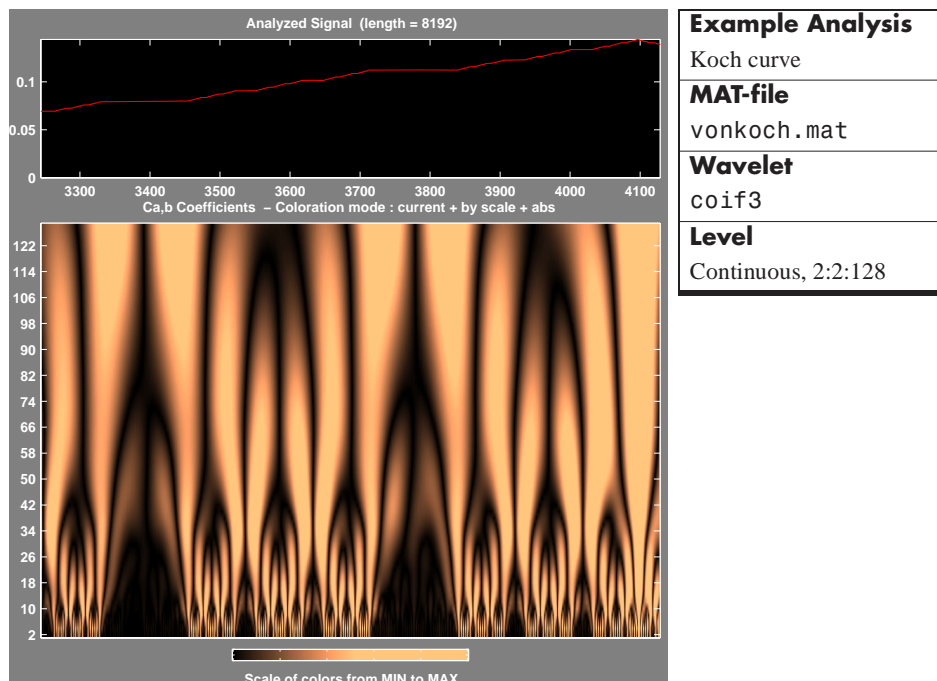 Analyzed Signal (length = 8192)
0.1
0.05
0
3300 3400 3500 3600 3700 3800 3900 4000 4100
Ca,b Coefficients – Coloration mode : current + by scale + abs
122
114
106
98
90
82
74
66
58
50
42
34
26
18
10
2
Scale of colors from MIN to MAX
Example Analysis
Koch curve
MAT-file
vonkoch.mat
Wavelet
coif3
Level
Continuous, 2:2:128